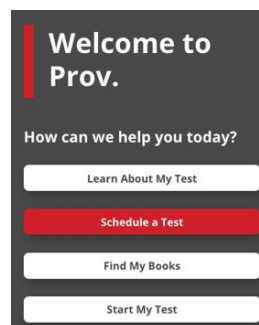 Welcome to
Prov.
How can we help you today?
Learn About My Test
Schedule a Test
Find My Books
Start My Test